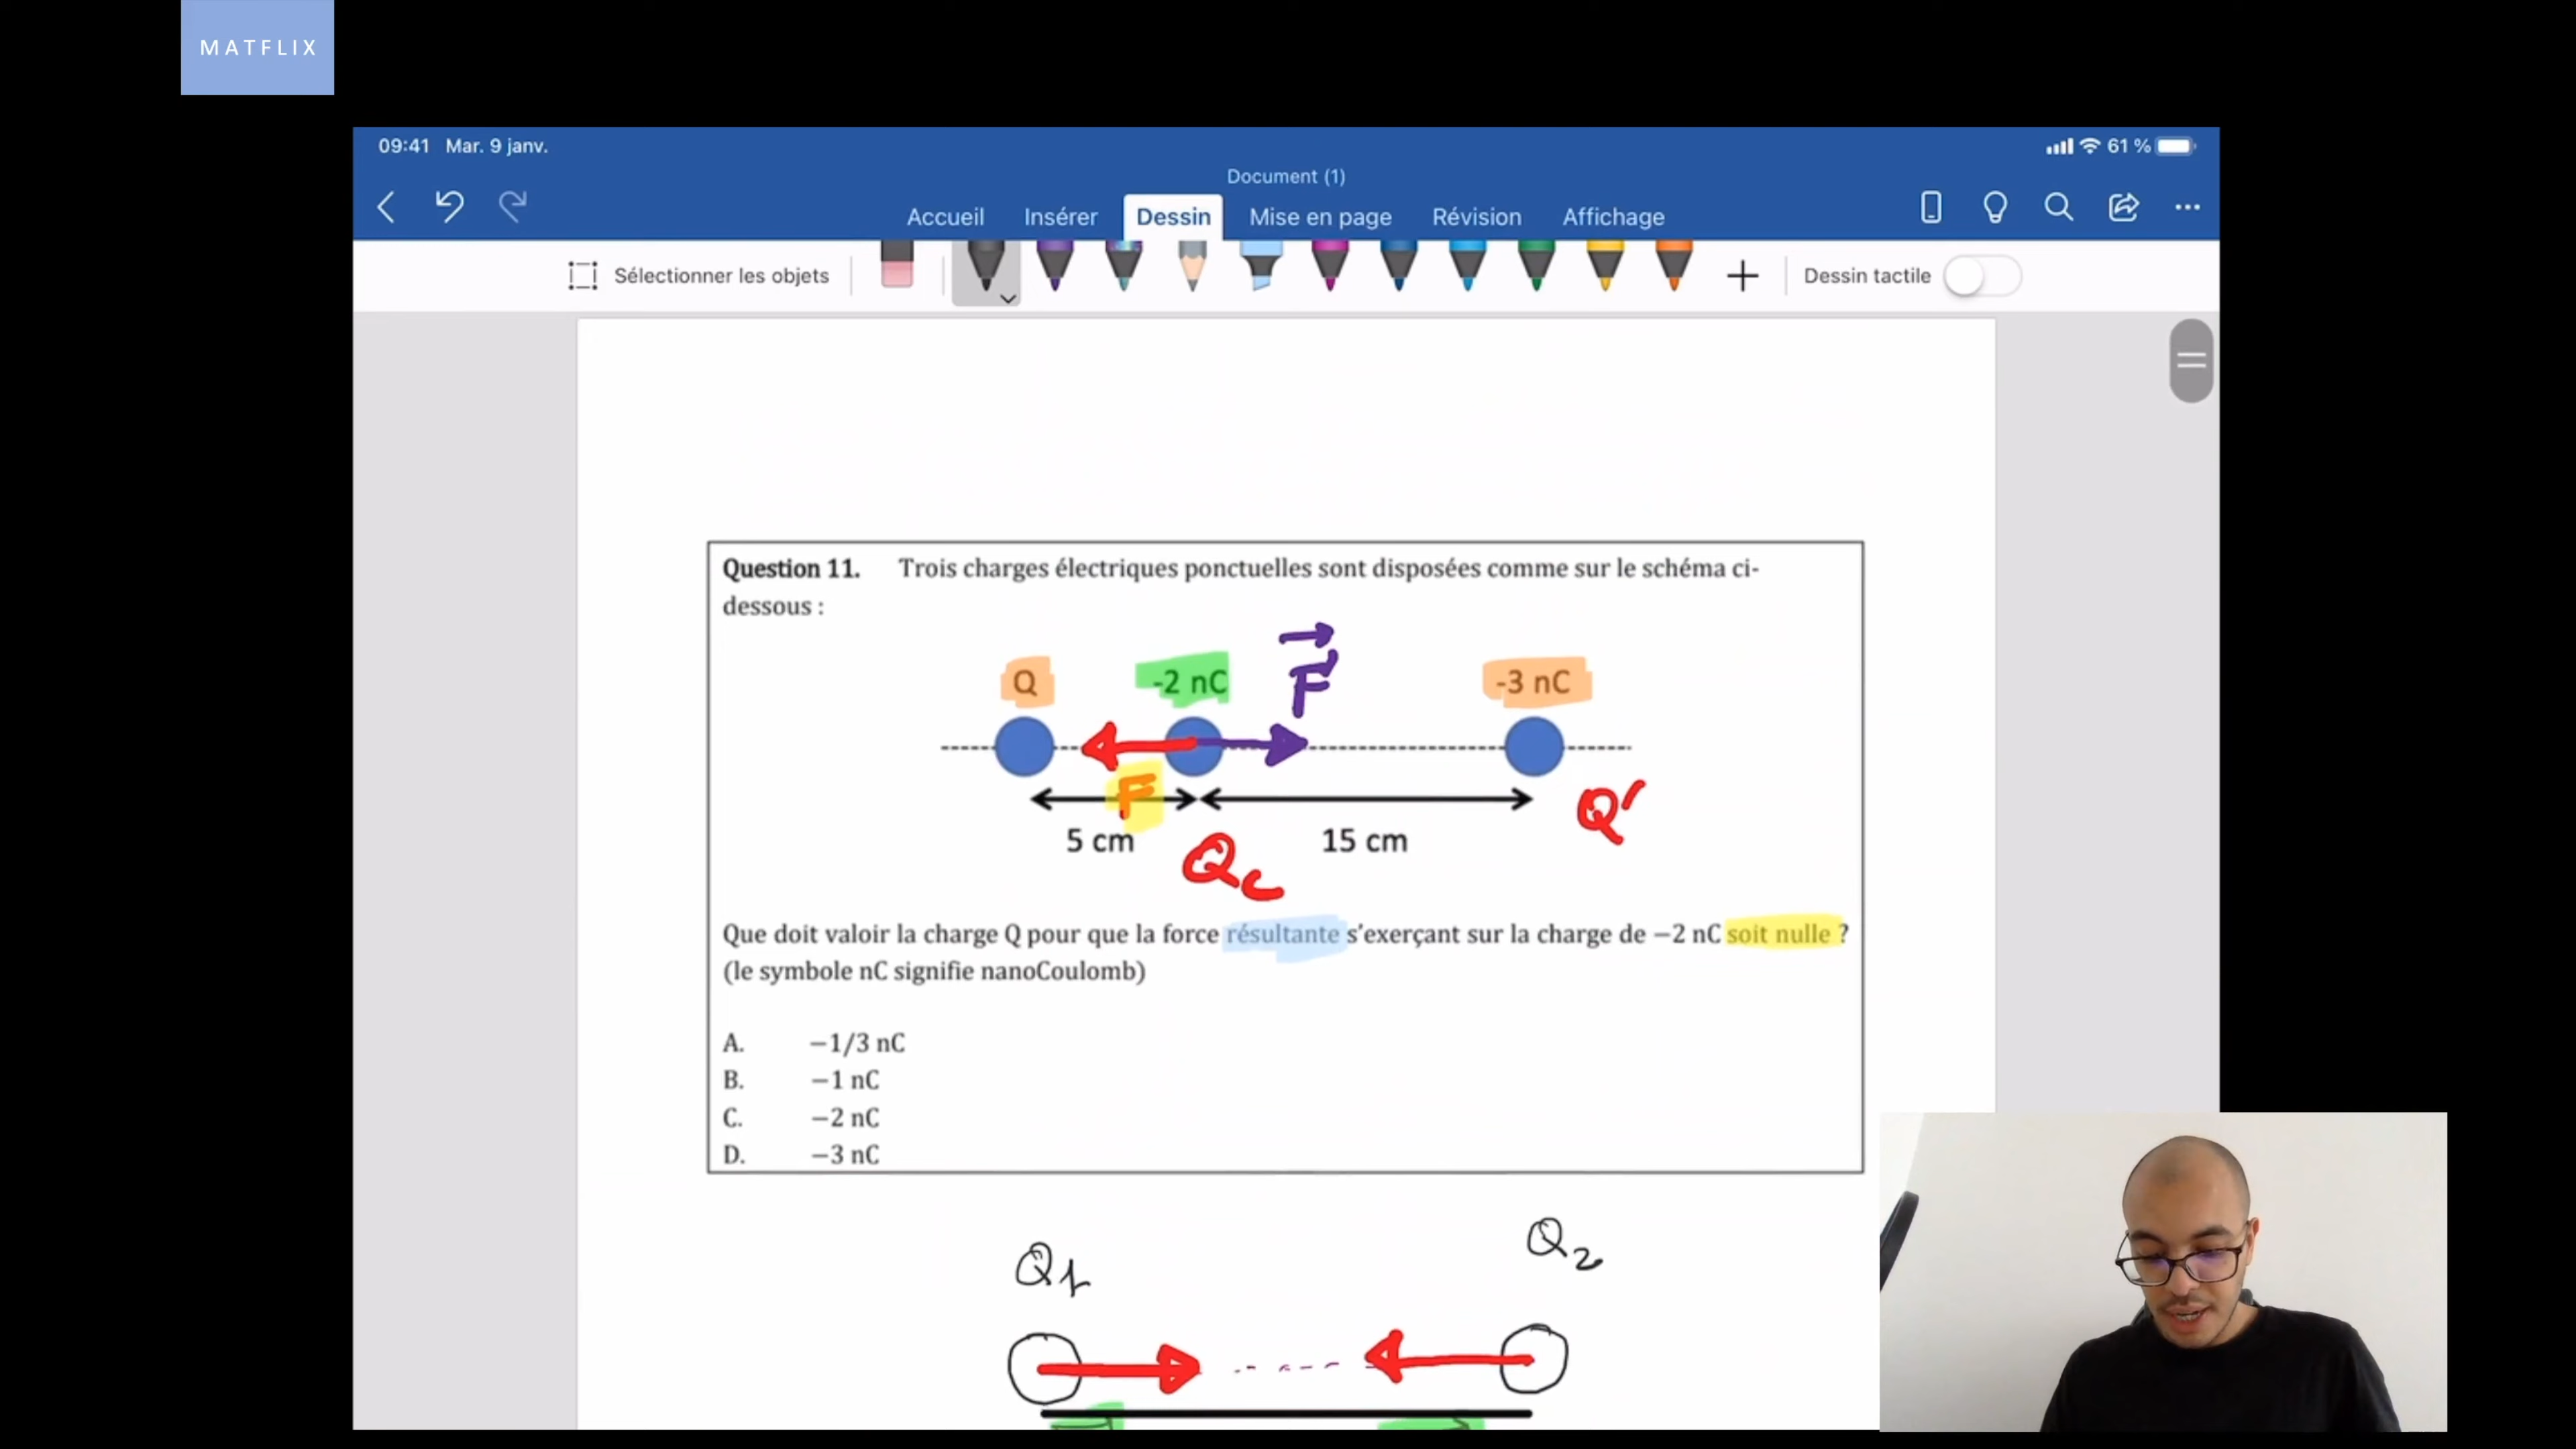 MATFLIX
09:41 Mar. 9 janv.
61 %
Document (1)
Accueil Insérer Dessin Mise en page Révision Affichage
Sélectionner les objets
Dessin tactile
Question 11. Trois charges électriques ponctuelles sont disposées comme sur le schéma ci-
dessous :
F
Q -2 nC F' -3 nC
F
Q'
5 cm 15 cm
Qc
Que doit valoir la charge Q pour que la force résultante s'exerçant sur la charge de −2 nC soit nulle ?
(le symbole nC signifie nanoCoulomb)
A. −1/3 nC
B. −1 nC
C. −2 nC
D. −3 nC
Q1 Q2